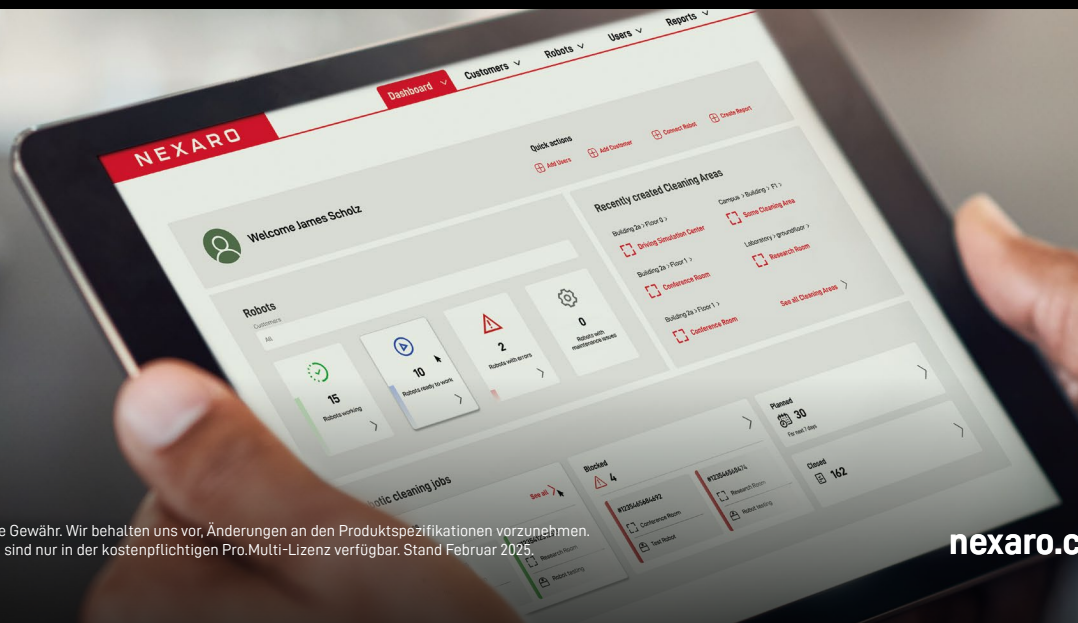 Dashboard
Customers
Robots
Users
Reports
NEXARO
Quick actions
Add Users
Add Customer
Connect Robot
Create Report
Welcome James Scholz
Recently created Cleaning Areas
Building 2a > Floor 0 >
Driving Simulation Center
Campus > Building > F1 >
Some Cleaning Area
Building 2a > Floor 1 >
Conference Room
Laboratory > groundfloor >
Research Room
Building 2a > Floor 1 >
Conference Room
See all Cleaning Areas
Robots
Customers
All
15
Robots working
10
Robots ready to work
2
Robots with errors
0
Robots with
maintenance issues
otic cleaning jobs
See all
Research Room
Robot testing
Blocked
4
Conference Room
Test Robot
Research Room
Robot testing
Planned
30
For next 7 days
Closed
162
e Gewähr. Wir behalten uns vor, Änderungen an den Produktspezifikationen vorzunehmen.
sind nur in der kostenpflichtigen Pro.Multi-Lizenz verfügbar. Stand Februar 2025.
nexaro.c